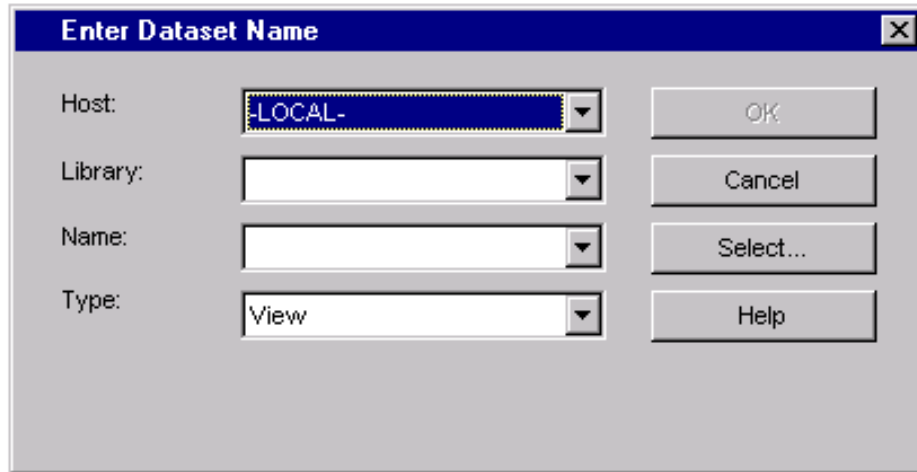 Enter Dataset Name
Host: -LOCAL- OK
Library: Cancel
Name: Select...
Type: View Help